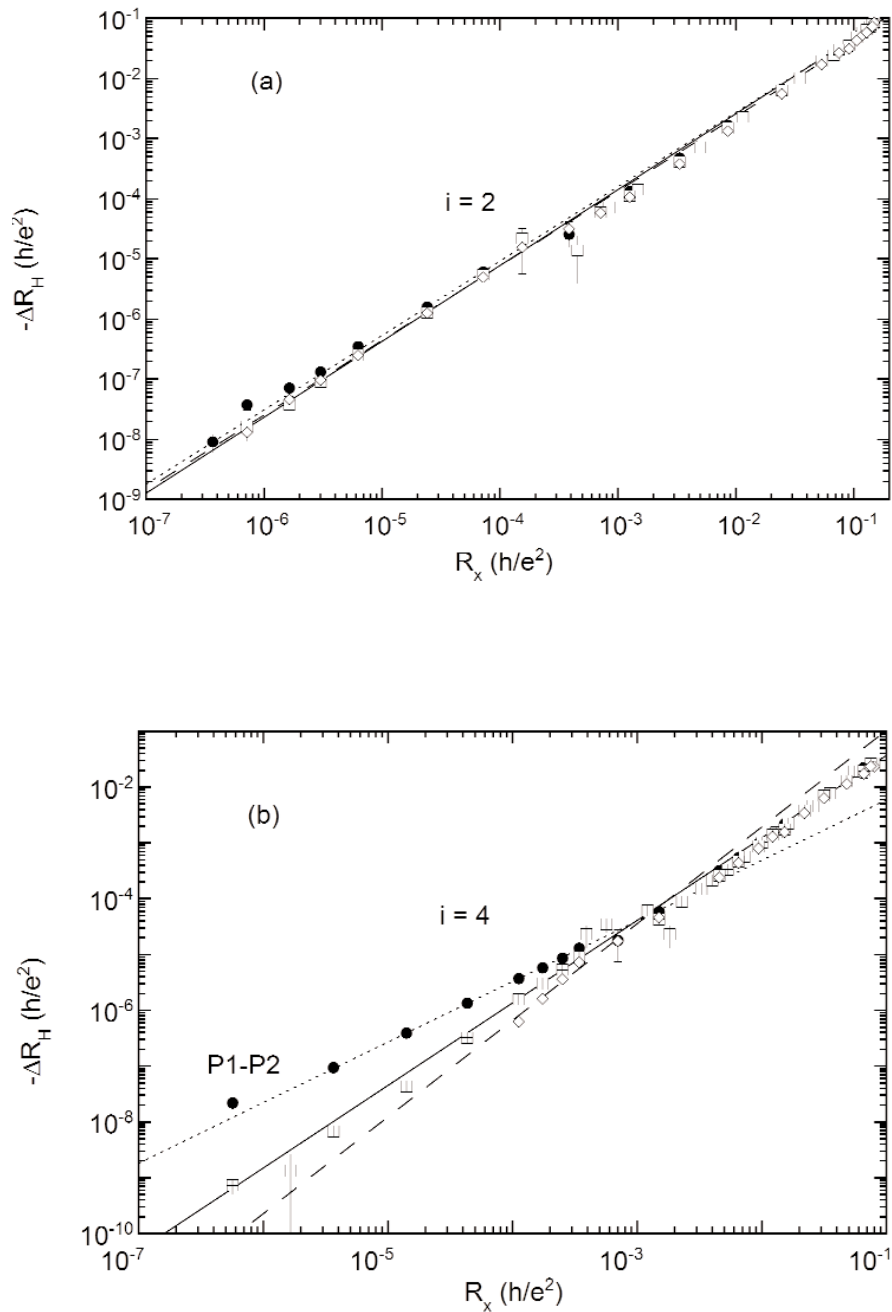 10^-1
(a)
10^-2
10^-3
i = 2
10^-4
-ΔR_H (h/e^2)
10^-5
10^-6
10^-7
10^-8
10^-9
10^-7 10^-6 10^-5 10^-4 10^-3 10^-2 10^-1
R_x (h/e^2)
10^-2
(b)
10^-4
i = 4
-ΔR_H (h/e^2)
10^-6
P1-P2
10^-8
10^-10
10^-7 10^-5 10^-3 10^-1
R_x (h/e^2)